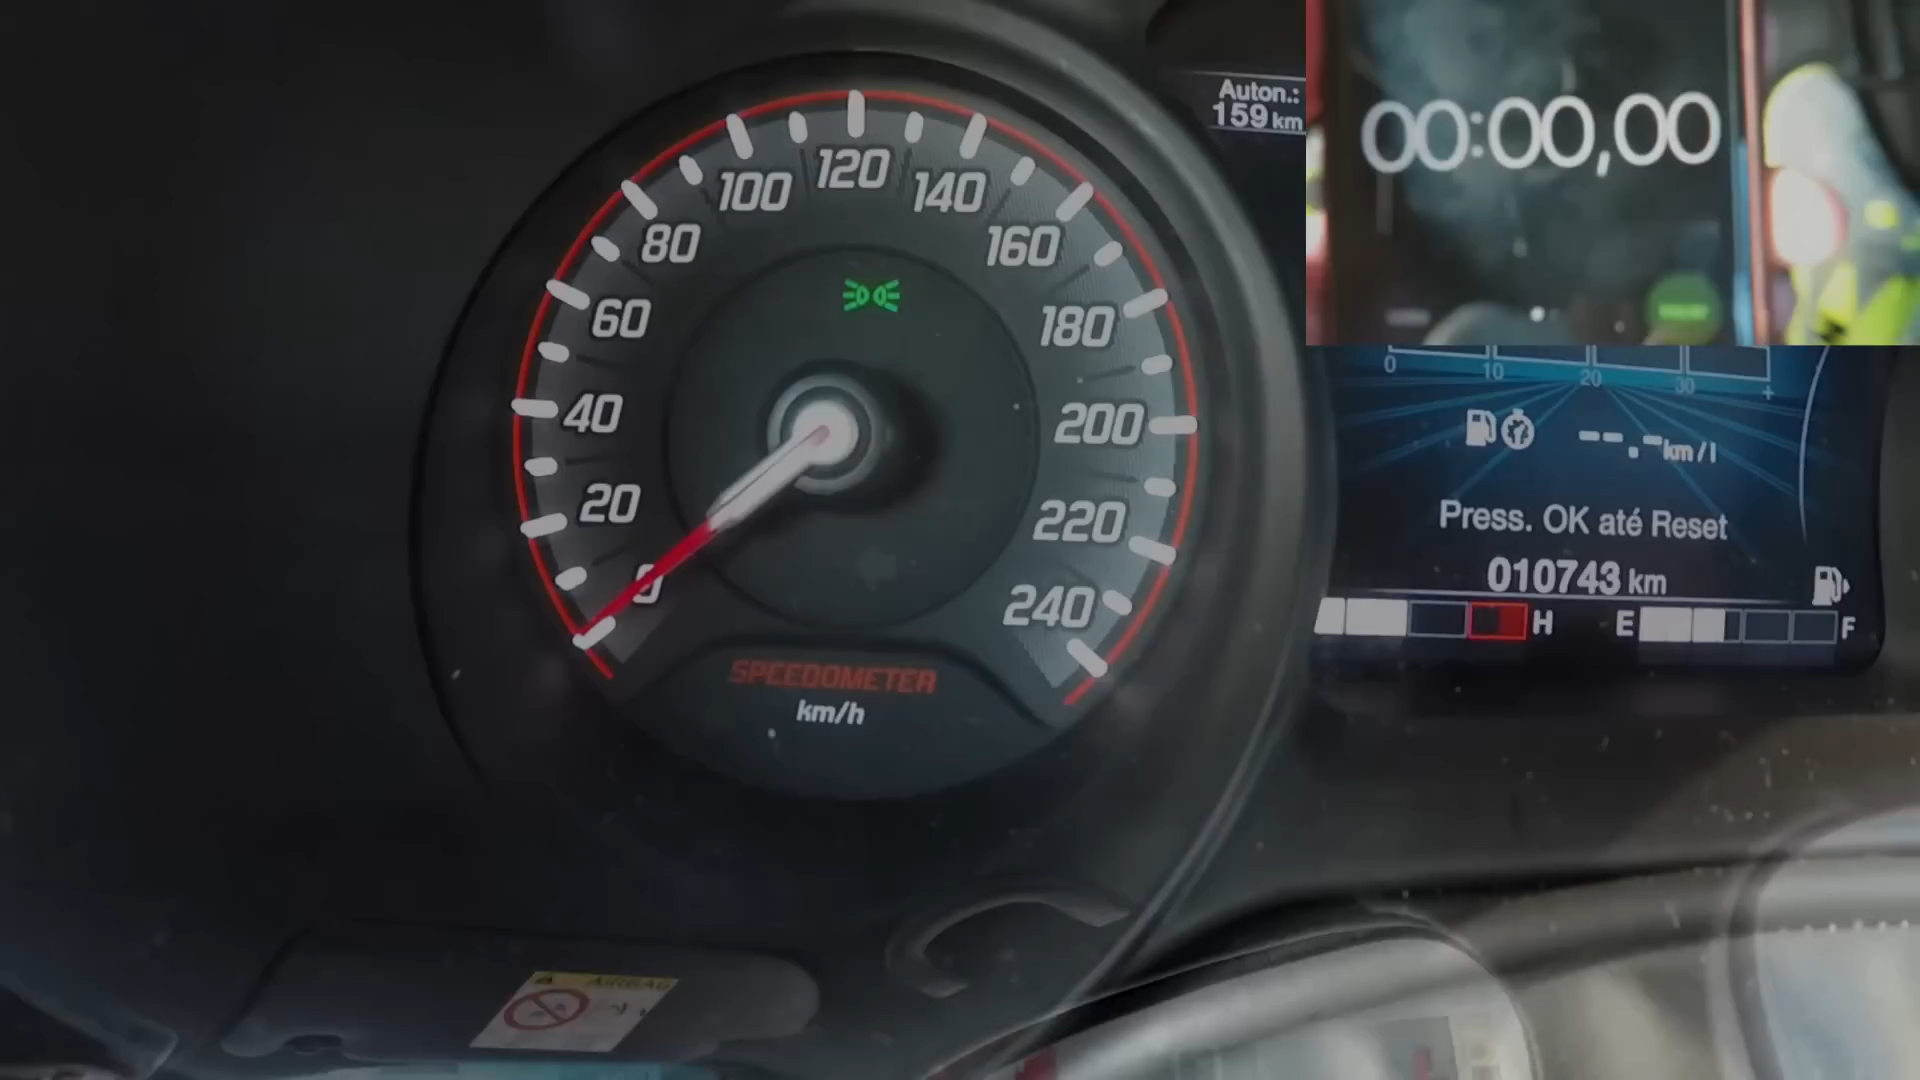 Auton.:
159 km
00:00,00
0
20
40
60
80
100
120
140
160
180
200
220
240
SPEEDOMETER
km/h
0 10 20 30 +
--.- km/l
Press. OK até Reset
010743 km
H
E F
AIRBAG